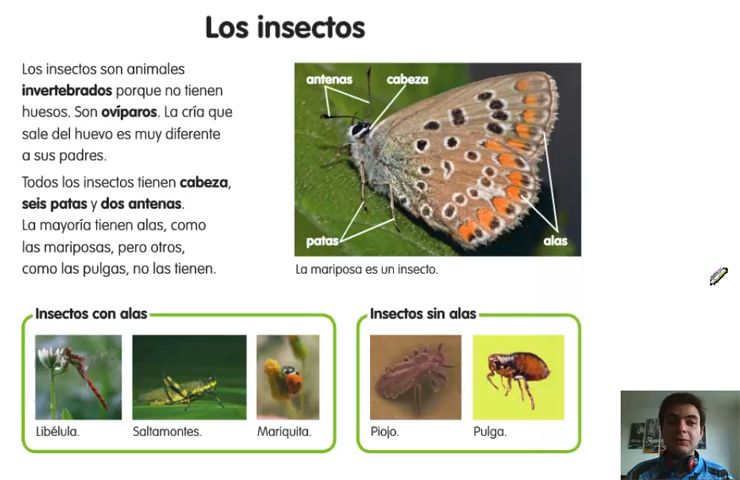 Los insectos
Los insectos son animales
invertebrados porque no tienen
huesos. Son ovíparos. La cría que
sale del huevo es muy diferente
a sus padres.
Todos los insectos tienen cabeza,
seis patas y dos antenas.
La mayoría tienen alas, como
las mariposas, pero otros,
como las pulgas, no las tienen.
antenas
cabeza
patas
alas
La mariposa es un insecto.
Insectos con alas
Libélula.
Saltamontes.
Mariquita.
Insectos sin alas
Piojo.
Pulga.